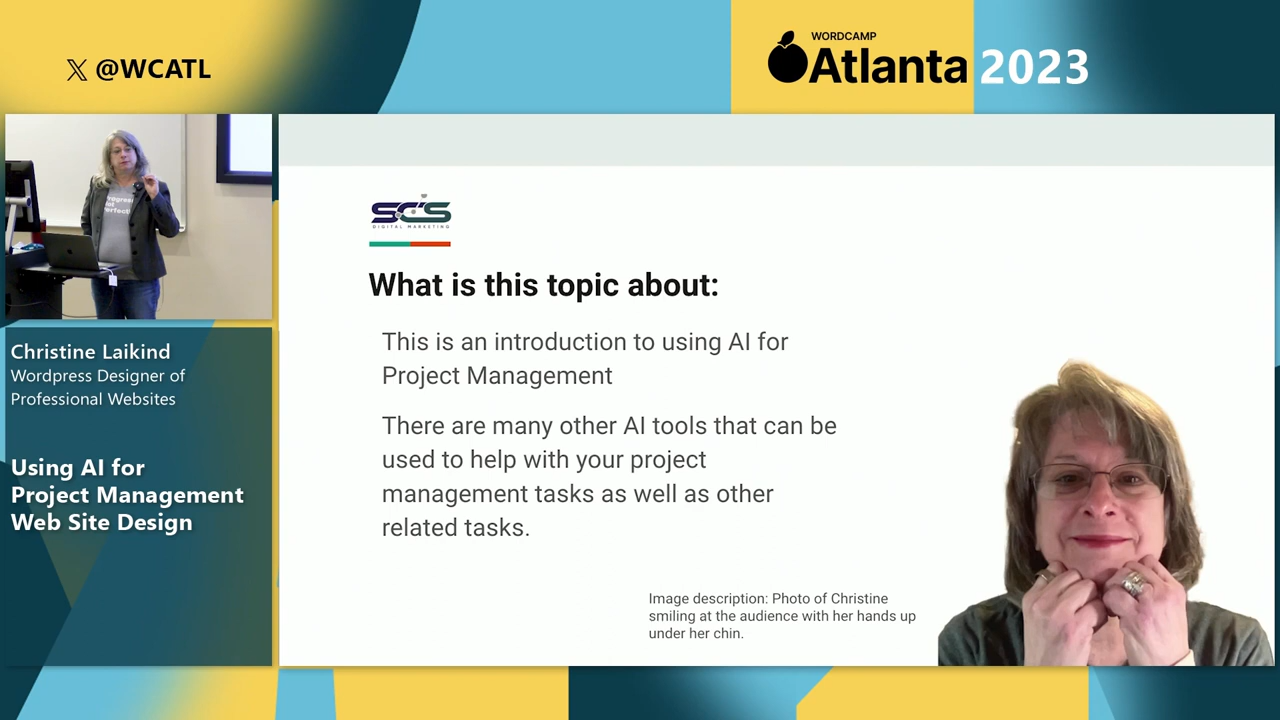 @WCATL
WORDCAMP
Atlanta 2023
Progress
Not
Perfection
Christine Laikind
Wordpress Designer of
Professional Websites
Using AI for
Project Management
Web Site Design
SCS
DIGITAL MARKETING
What is this topic about:
This is an introduction to using AI for
Project Management
There are many other AI tools that can be
used to help with your project
management tasks as well as other
related tasks.
Image description: Photo of Christine
smiling at the audience with her hands up
under her chin.